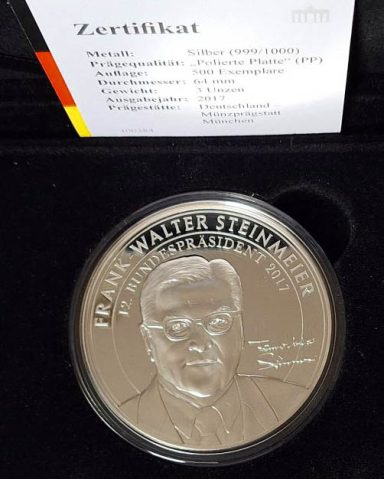 Zertifikat
Metall: Silber (999/1000)
Prägequalität: „Polierte Platte“ (PP)
Auflage: 500 Exemplare
Durchmesser: 64 mm
Gewicht: 3 Unzen
Ausgabejahr: 2017
Prägestätte: Deutschland
Münzprägstatt
München
FRANK-WALTER STEINMEIER
12. BUNDESPRÄSIDENT 2017